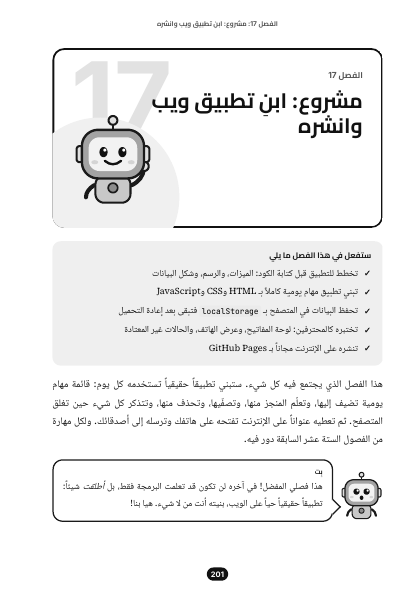 الفصل 17: مشروع: ابنِ تطبيق ويب وانشره
17
الفصل 17
مشروع: ابنِ تطبيق ويب
وانشره
ستفعل في هذا الفصل ما يلي
✔ تخطط للتطبيق قبل كتابة الكود: الميزات، والرسم، وشكل البيانات
✔ تبني تطبيق مهام يومية كاملاً بـ HTML وCSS وJavaScript
✔ تحفظ البيانات في المتصفح بـ localStorage فتبقى بعد إعادة التحميل
✔ تختبره كالمحترفين: لوحة المفاتيح، وعرض الهاتف، والحالات غير المعتادة
✔ تنشره على الإنترنت مجاناً بـ GitHub Pages
هذا الفصل الذي يجتمع فيه كل شيء. ستبني تطبيقاً حقيقياً تستخدمه كل يوم: قائمة مهام
يومية تضيف إليها، وتعلّم المنجز منها، وتصفّيها، وتحذف منها، وتتذكر كل شيء حين تغلق
المتصفح. ثم تعطيه عنواناً على الإنترنت تفتحه على هاتفك وترسله إلى أصدقائك. ولكل مهارة
من الفصول الستة عشر السابقة دور فيه.
بِت
هذا فصلي المفضل! في آخره لن تكون قد تعلمت البرمجة فقط، بل أطلقت شيئاً:
تطبيقاً حقيقياً حياً على الويب، بنيته أنت من لا شيء. هيا بنا!
201